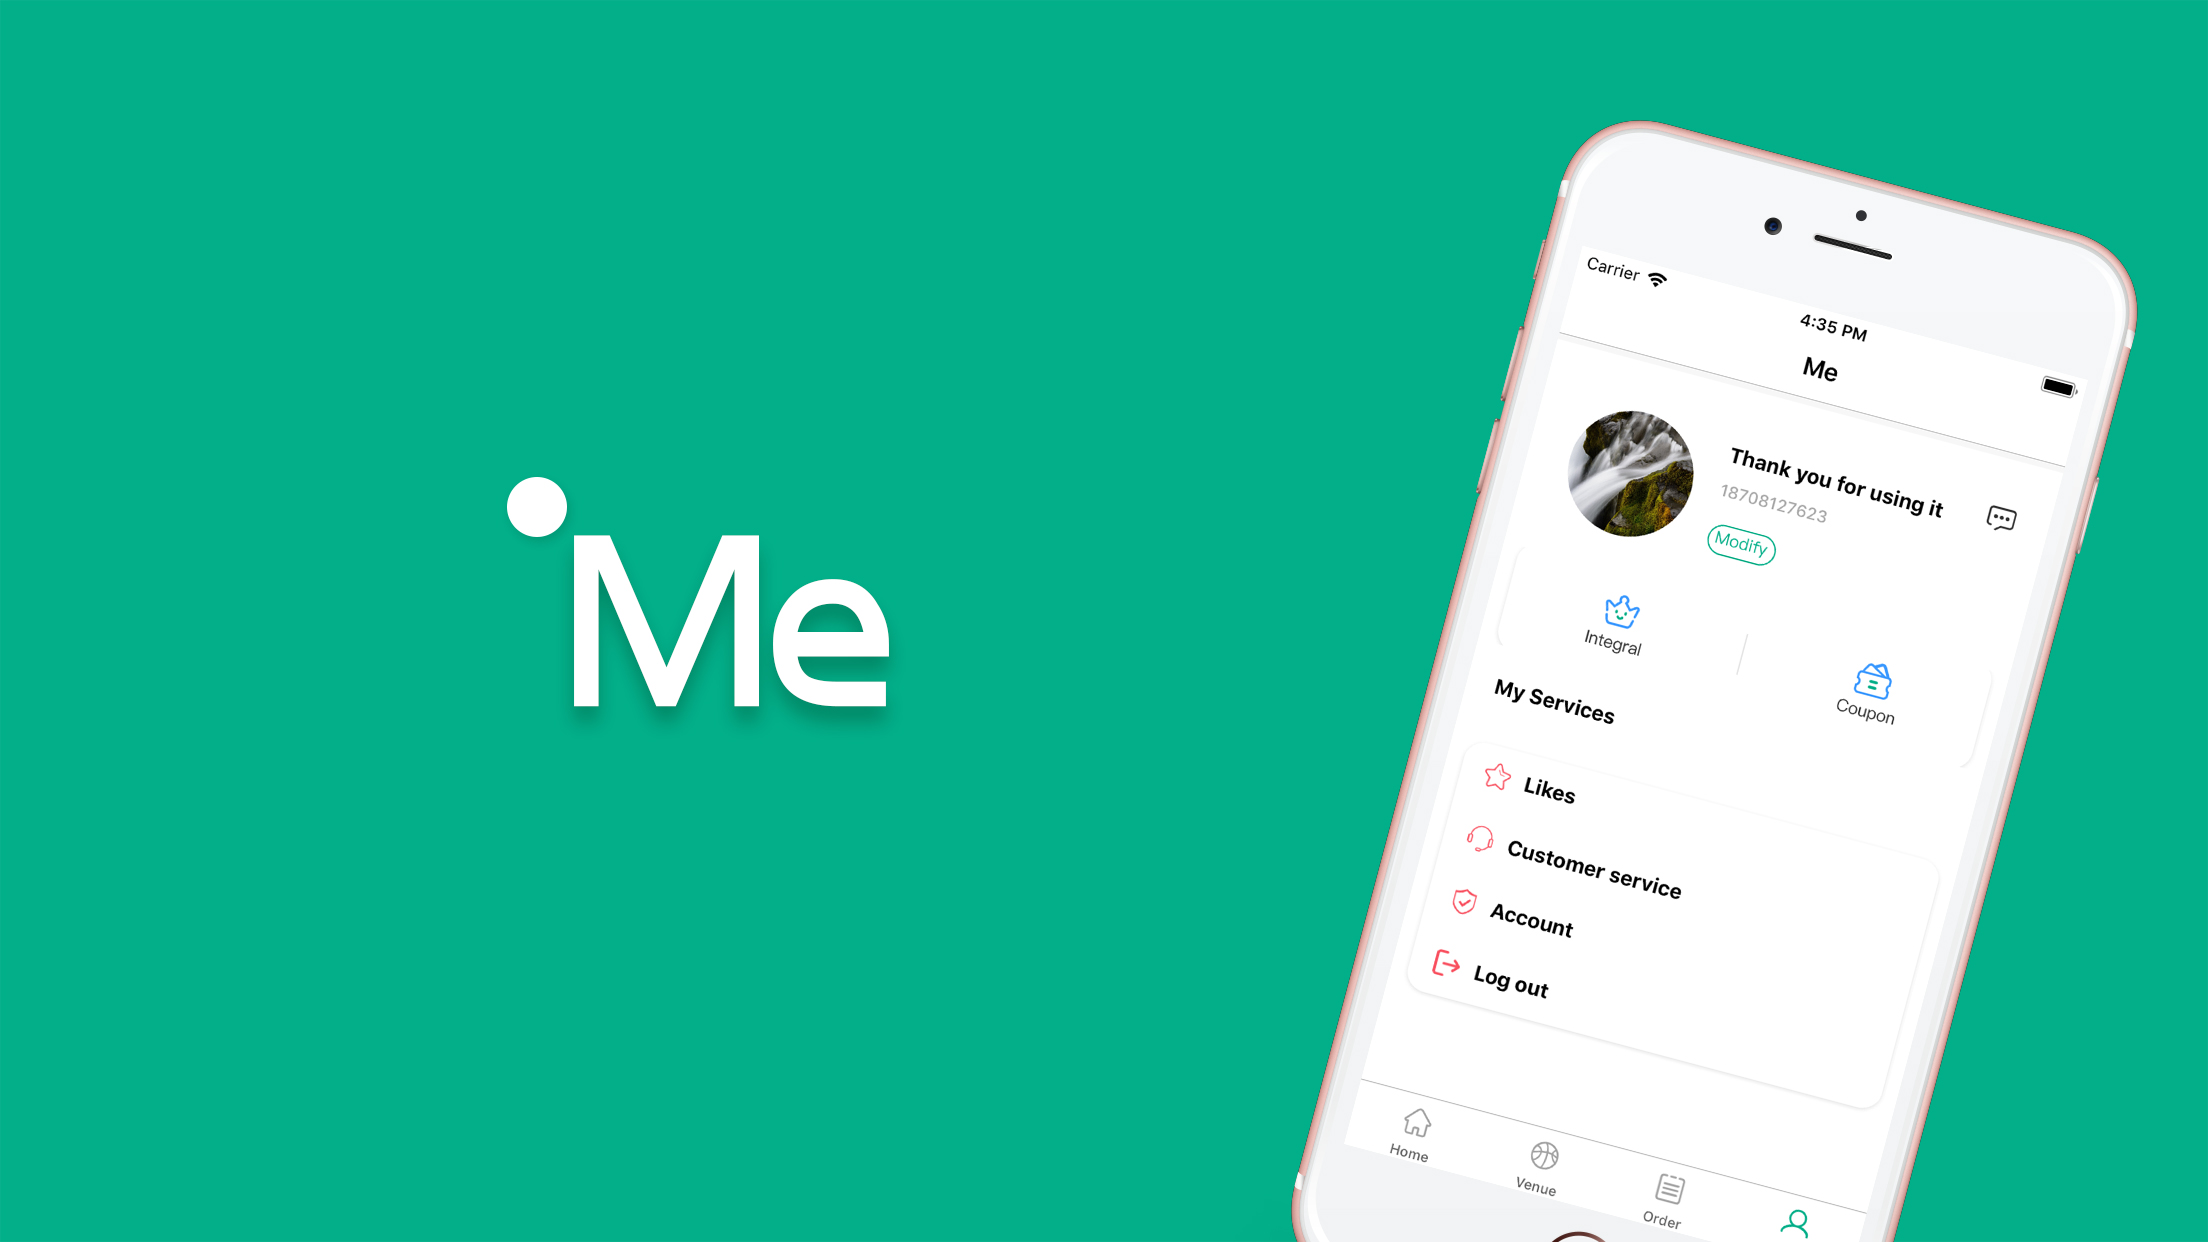 Me
Carrier
4:35 PM
Me
Thank you for using it
18708127623
Modify
Integral
Coupon
My Services
Likes
Customer service
Account
Log out
Home
Venue
Order